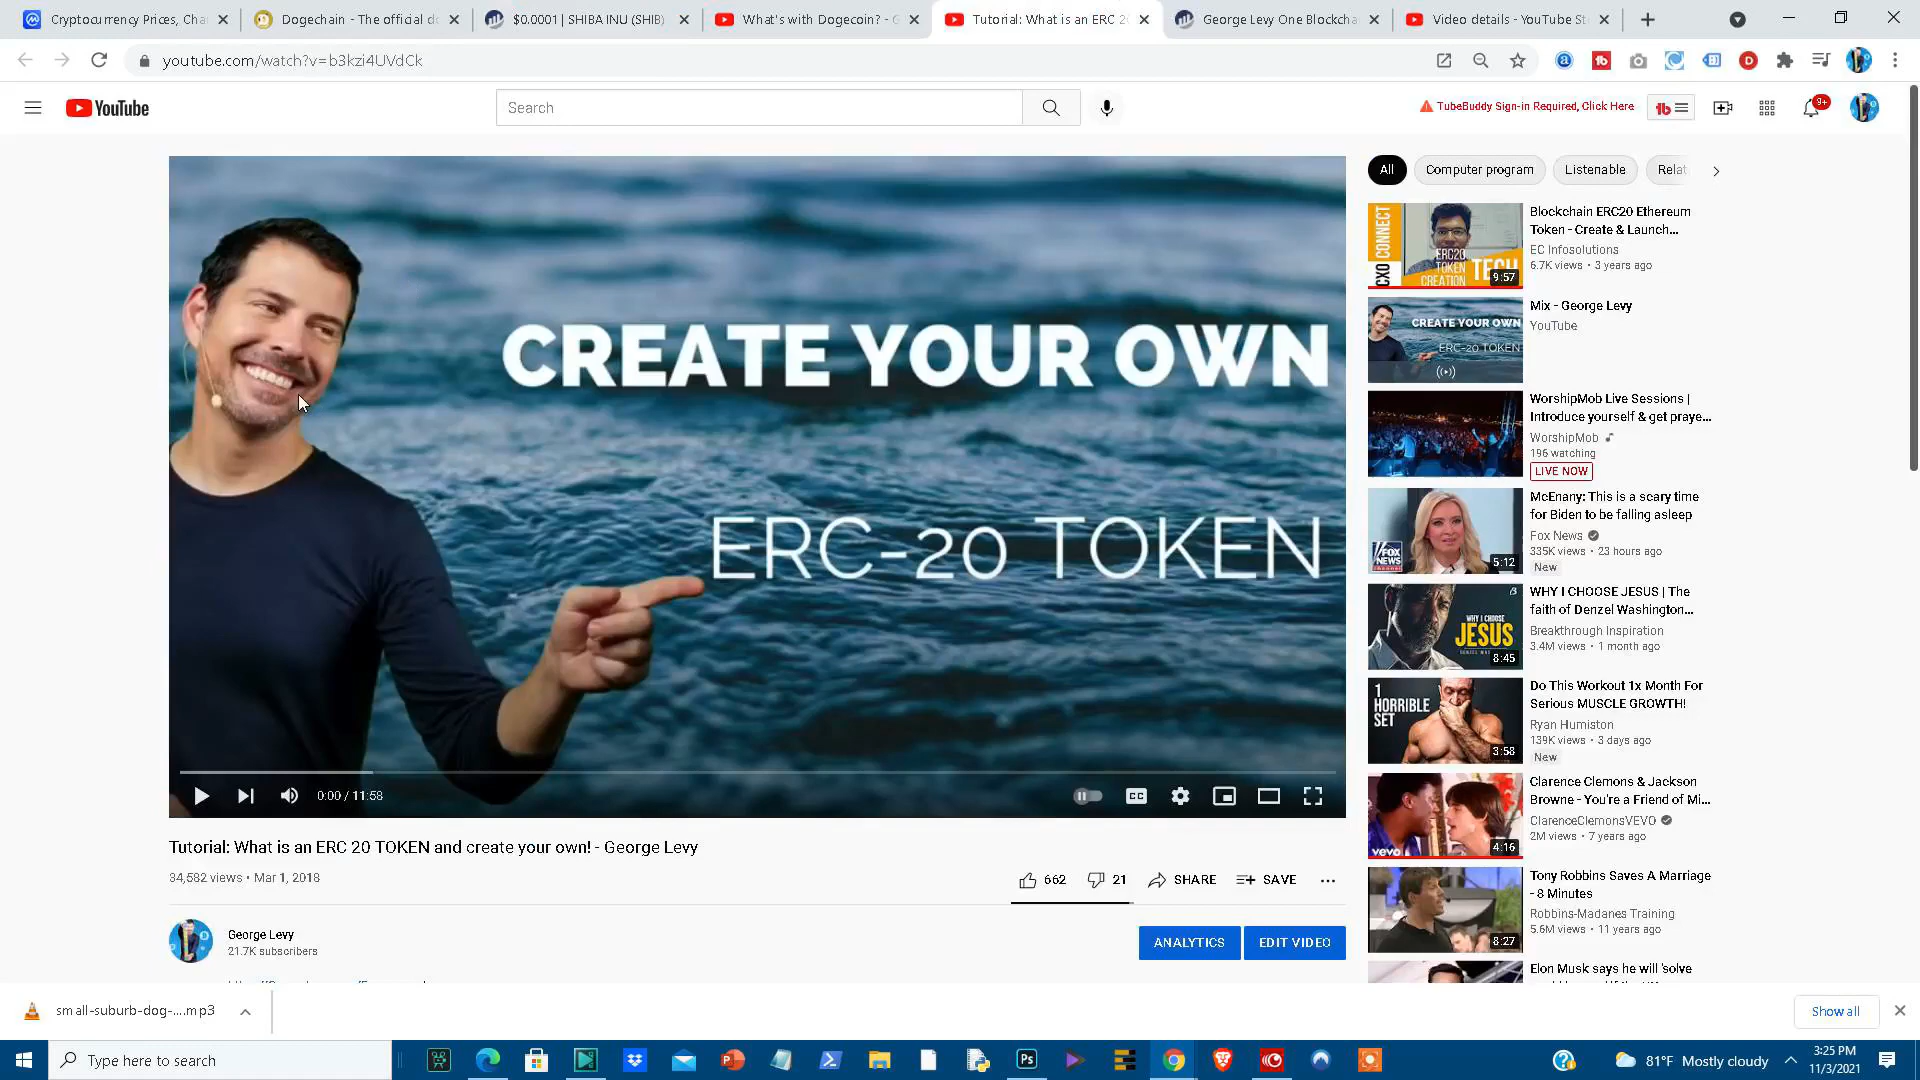 Cryptocurrency Prices, Cha
Dogechain - The official d
$0.0001 | SHIBA INU (SHIB)
What's with Dogecoin? - G
Tutorial: What is an ERC 2
George Levy One Blockcha
Video details - YouTube St
youtube.com/watch?v=b3kzi4UVdCk
YouTube
Search
TubeBuddy Sign-in Required, Click Here
9+
All
Computer program
Listenable
Relat
CREATE YOUR OWN
ERC-20 TOKEN
0:00 / 11:58
CC
Tutorial: What is an ERC 20 TOKEN and create your own! - George Levy
34,582 views • Mar 1, 2018
662
21
SHARE
SAVE
George Levy
21.7K subscribers
ANALYTICS
EDIT VIDEO
CXO CONNECT
ERC20
TOKEN
CREATION
TECH
9:57
Blockchain ERC20 Ethereum
Token - Create & Launch...
EC Infosolutions
6.7K views • 3 years ago
CREATE YOUR OWN
ERC-20 TOKEN
Mix - George Levy
YouTube
WorshipMob Live Sessions |
Introduce yourself & get praye...
WorshipMob
196 watching
LIVE NOW
FOX
NEWS
channel
5:12
McEnany: This is a scary time
for Biden to be falling asleep
Fox News
335K views • 23 hours ago
New
WHY I CHOOSE
JESUS
8:45
WHY I CHOOSE JESUS | The
faith of Denzel Washington...
Breakthrough Inspiration
3.4M views • 1 month ago
1
HORRIBLE
SET
3:58
Do This Workout 1x Month For
Serious MUSCLE GROWTH!
Ryan Humiston
139K views • 3 days ago
New
vevo
4:16
Clarence Clemons & Jackson
Browne - You're a Friend of Mi...
ClarenceClemonsVEVO
2M views • 7 years ago
8:27
Tony Robbins Saves A Marriage
- 8 Minutes
Robbins-Madanes Training
5.6M views • 11 years ago
Elon Musk says he will 'solve
small-suburb-dog-....mp3
Show all
Type here to search
81°F Mostly cloudy
3:25 PM
11/3/2021